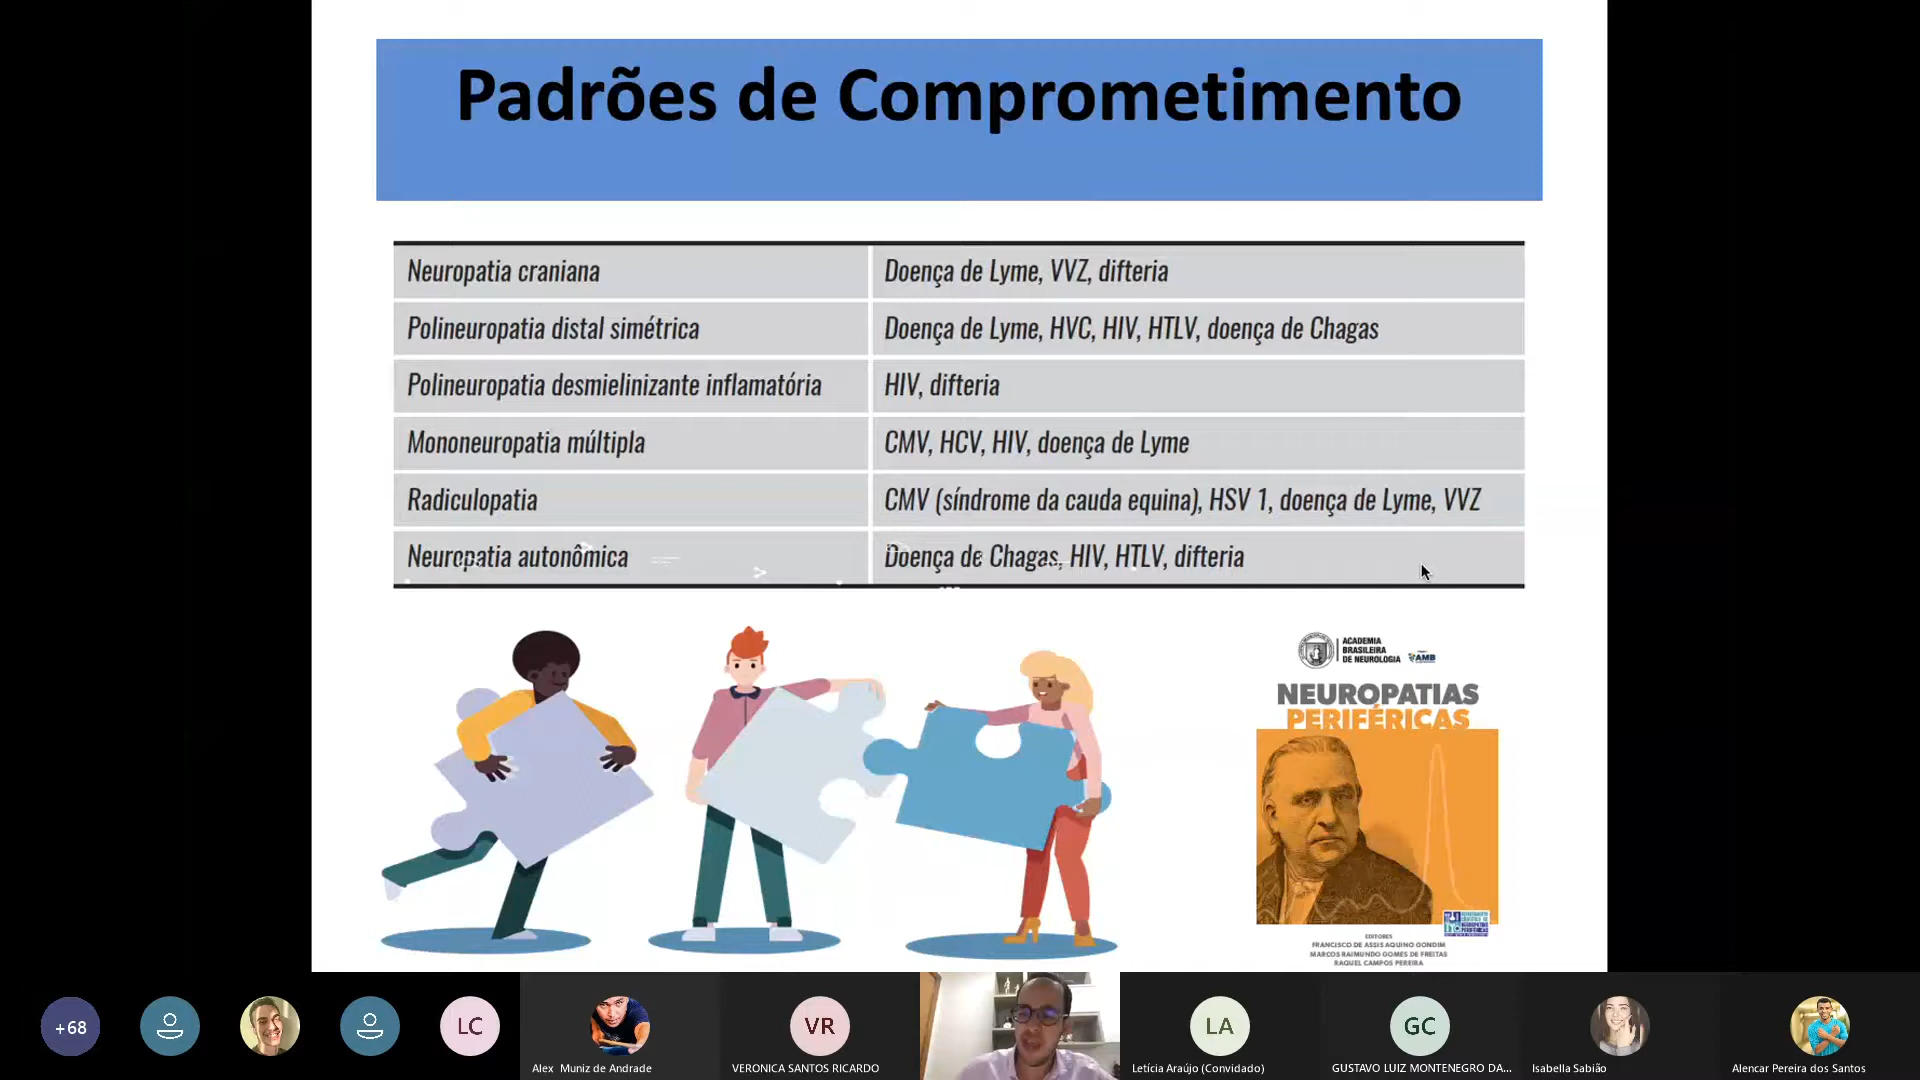 Padrões de Comprometimento
Neuropatia craniana
Doença de Lyme, VVZ, difteria
Polineuropatia distal simétrica
Doença de Lyme, HVC, HIV, HTLV, doença de Chagas
Polineuropatia desmielinizante inflamatória
HIV, difteria
Mononeuropatia múltipla
CMV, HCV, HIV, doença de Lyme
Radiculopatia
CMV (síndrome da cauda equina), HSV 1, doença de Lyme, VVZ
Neuropatia autonômica
Doença de Chagas, HIV, HTLV, difteria
ACADEMIA
BRASILEIRA
DE NEUROLOGIA
AMB
NEUROPATIAS
PERIFÉRICAS
EDITORES
FRANCISCO DE ASSIS AQUINO GONDIM
MARCOS RAIMUNDO GOMES DE FREITAS
RAQUEL CAMPOS PEREIRA
+68
LC
Alex Muniz de Andrade
VR
VERONICA SANTOS RICARDO
LA
Letícia Araújo (Convidado)
GC
GUSTAVO LUIZ MONTENEGRO DA...
Isabella Sabião
Alencar Pereira dos Santos